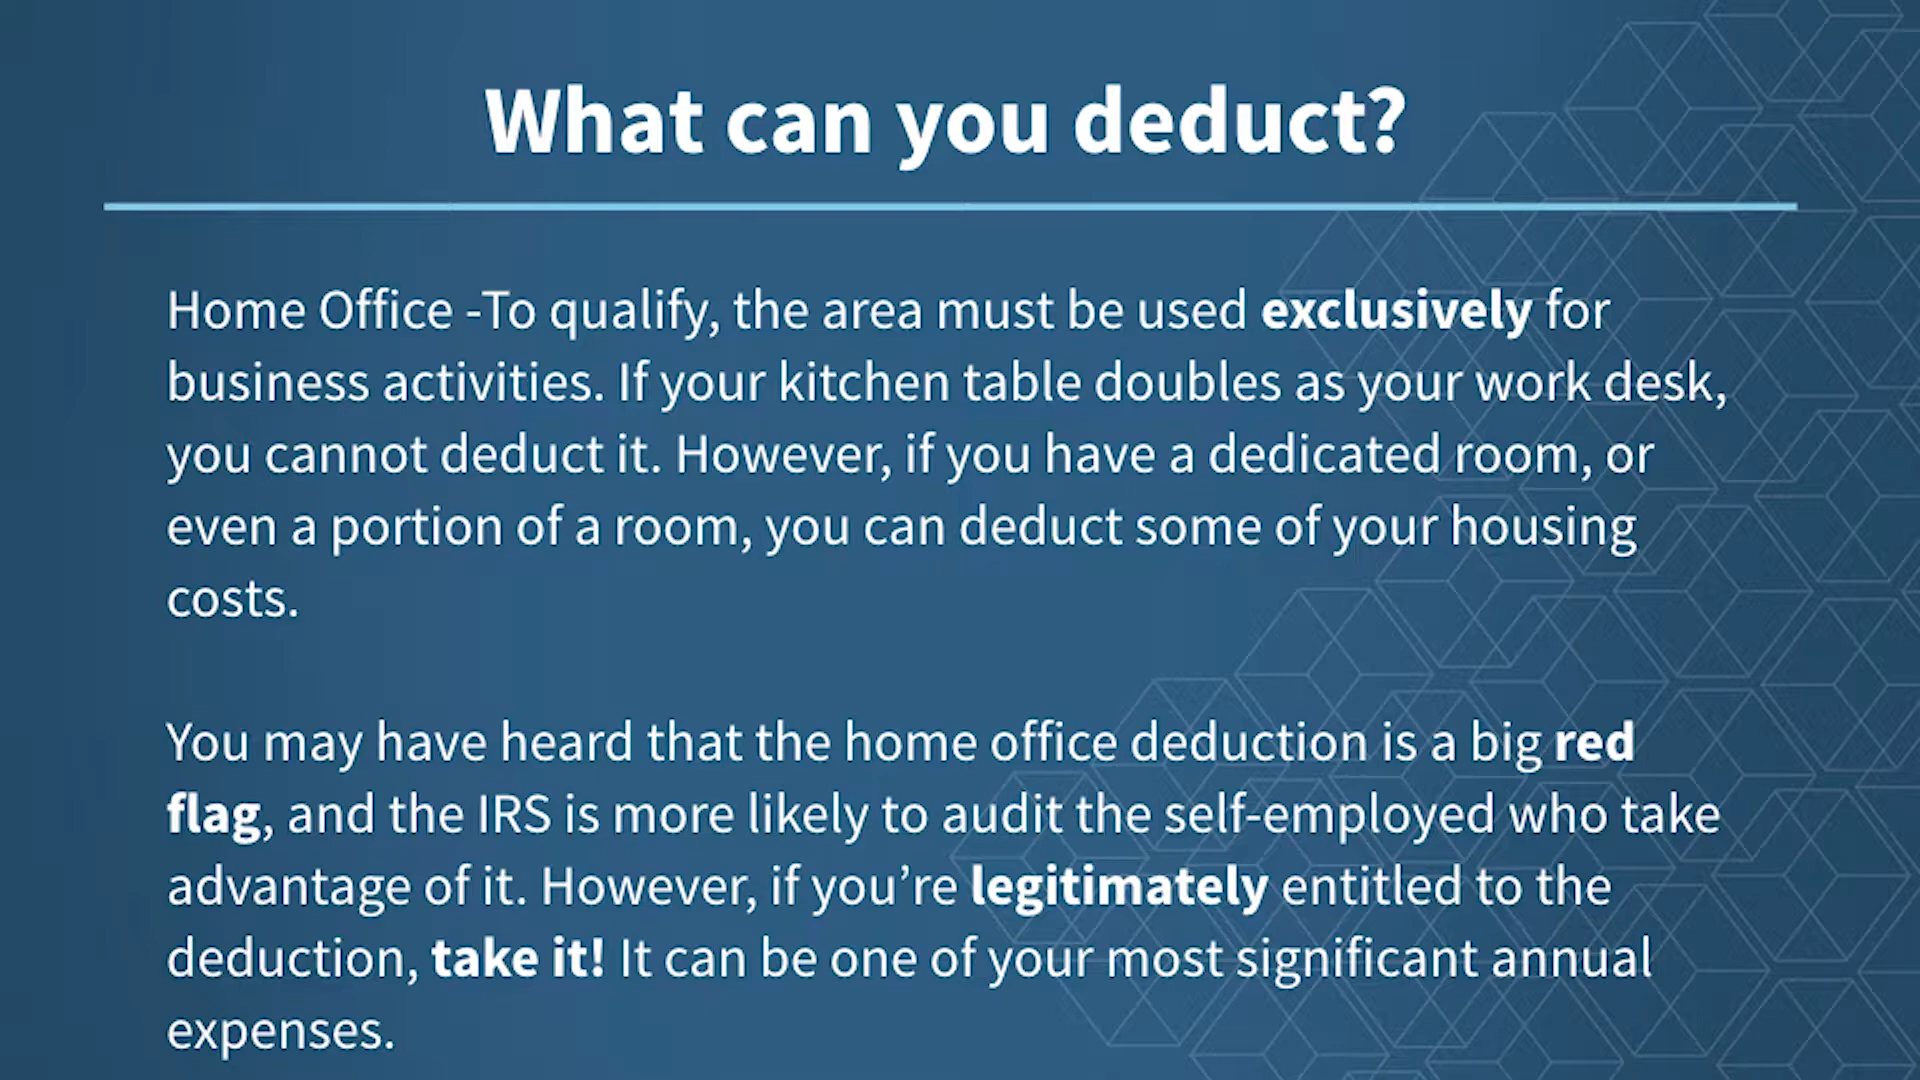 What can you deduct?
Home Office -To qualify, the area must be used exclusively for
business activities. If your kitchen table doubles as your work desk,
you cannot deduct it. However, if you have a dedicated room, or
even a portion of a room, you can deduct some of your housing
costs.
You may have heard that the home office deduction is a big red
flag, and the IRS is more likely to audit the self-employed who take
advantage of it. However, if you’re legitimately entitled to the
deduction, take it! It can be one of your most significant annual
expenses.